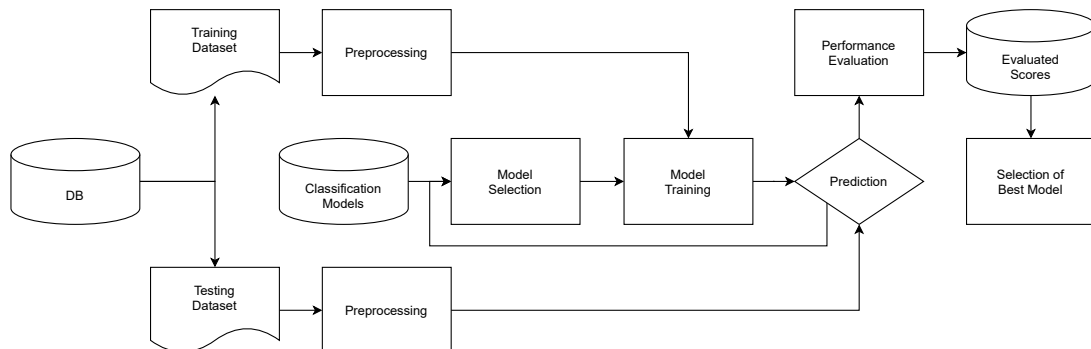 Training
Dataset
Preprocessing
Performance
Evaluation
Evaluated
Scores
DB
Classification
Models
Model
Selection
Model
Training
Prediction
Selection of
Best Model
Testing
Dataset
Preprocessing